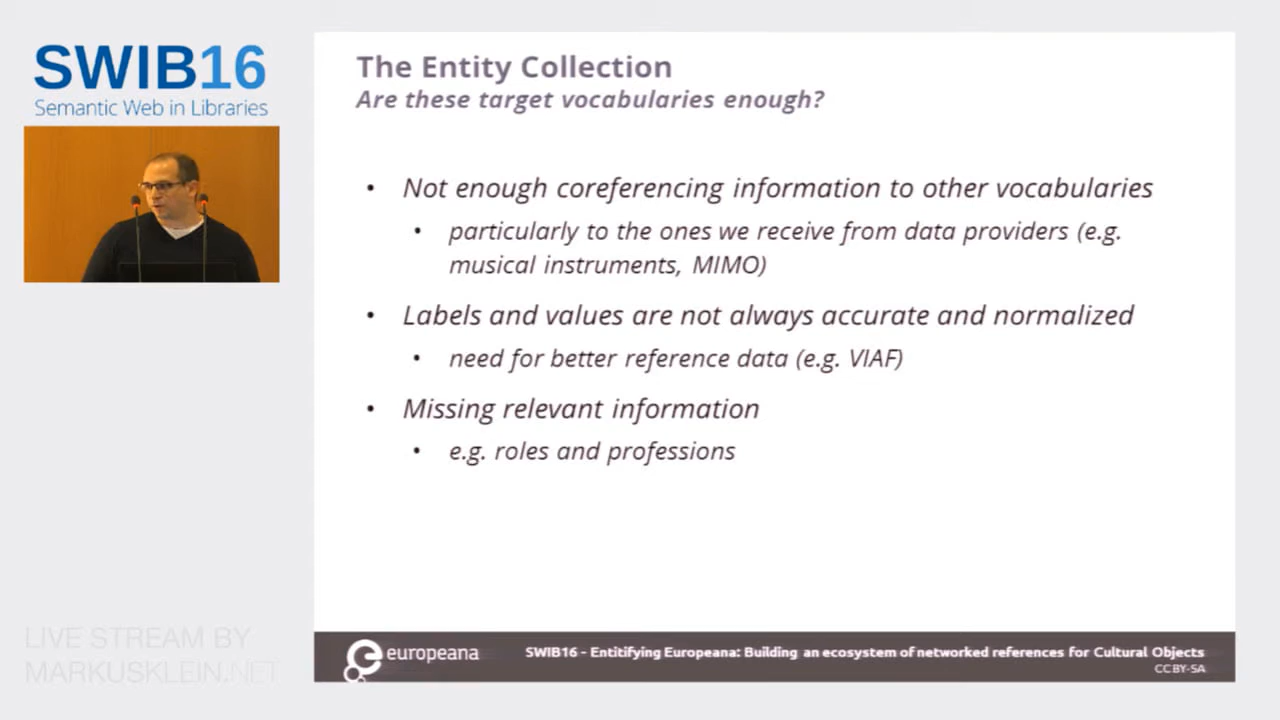 SWIB16
Semantic Web in Libraries
The Entity Collection
Are these target vocabularies enough?
• Not enough coreferencing information to other vocabularies
• particularly to the ones we receive from data providers (e.g.
musical instruments, MIMO)
• Labels and values are not always accurate and normalized
• need for better reference data (e.g. VIAF)
• Missing relevant information
• e.g. roles and professions
LIVE STREAM BY
MARKUSKLEIN.NET
europeana
SWIB16 - Entitifying Europeana: Building an ecosystem of networked references for Cultural Objects
CC BY-SA